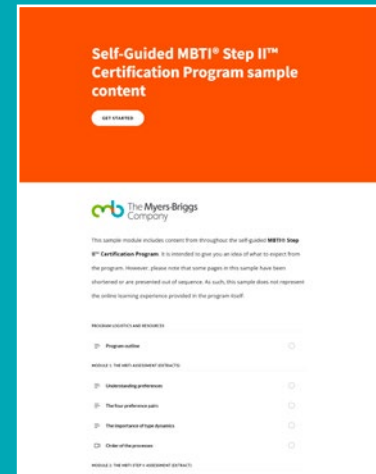 Self-Guided MBTI® Step II™
Certification Program sample
content
GET STARTED
The Myers-Briggs
Company
This sample module includes content from throughout the self-guided MBTI® Step
II™ Certification Program. It is intended to give you an idea of what to expect from
the program. However, please note that some pages in this sample have been
shortened or are presented out of sequence. As such, this sample does not represent
the online learning experience provided in the program itself.
PROGRAM LOGISTICS AND RESOURCES
Program outline
MODULE 1: THE MBTI ASSESSMENT (EXTRACTS)
Understanding preferences
The four preference pairs
The importance of type dynamics
Order of the processes
MODULE 2: THE MBTI STEP II ASSESSMENT (EXTRACT)